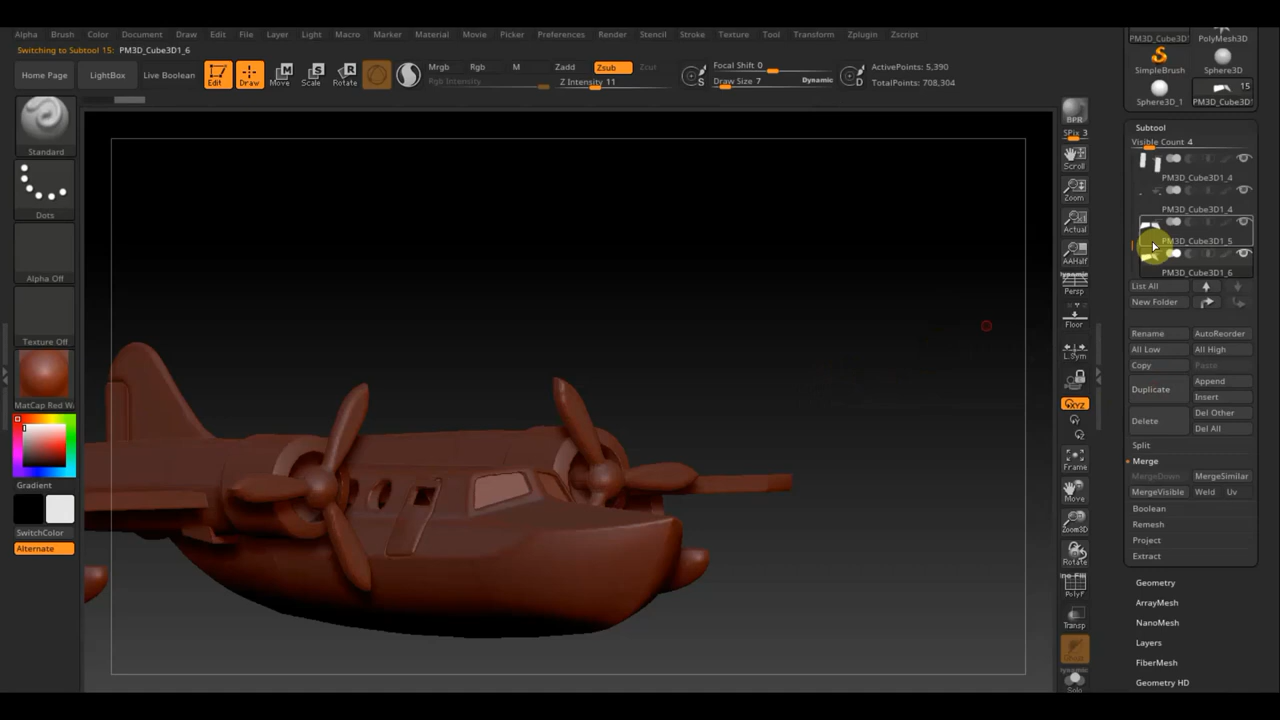 Alpha Brush Color Document Draw Edit File Layer Light Macro Marker Material Movie Picker Preferences Render Stencil Stroke Texture Tool Transform Zplugin Zscript
Switching to Subtool 15: PM3D_Cube3D1_6
Home Page
LightBox
Live Boolean
Edit
Draw
Move
Scale
Rotate
Mrgb Rgb M
Rgb Intensity
Zadd Zsub Zcut
Z Intensity 11
S
Focal Shift 0
Draw Size 7 Dynamic
D
ActivePoints: 5,390
TotalPoints: 708,304
Standard
Dots
Alpha Off
Texture Off
MatCap Red W
Gradient
SwitchColor
Alternate
BPR
SPix 3
Scroll
Zoom
Actual
AAHalf
Dynamic
Persp
Floor
L.Sym
XYZ
Frame
Move
Zoom3D
Rotate
PolyF
Transp
Solo
PM3D_Cube3D1 PolyMesh3D
SimpleBrush Sphere3D
15
Sphere3D_1 PM3D_Cube3D1
Subtool
Visible Count 4
PM3D_Cube3D1_4
PM3D_Cube3D1_4
PM3D_Cube3D1_5
PM3D_Cube3D1_6
List All
New Folder
Rename AutoReorder
All Low All High
Copy Paste
Duplicate Append
Insert
Delete Del Other
Del All
Split
Merge
MergeDown MergeSimilar
MergeVisible Weld Uv
Boolean
Remesh
Project
Extract
Geometry
ArrayMesh
NanoMesh
Layers
FiberMesh
Geometry HD